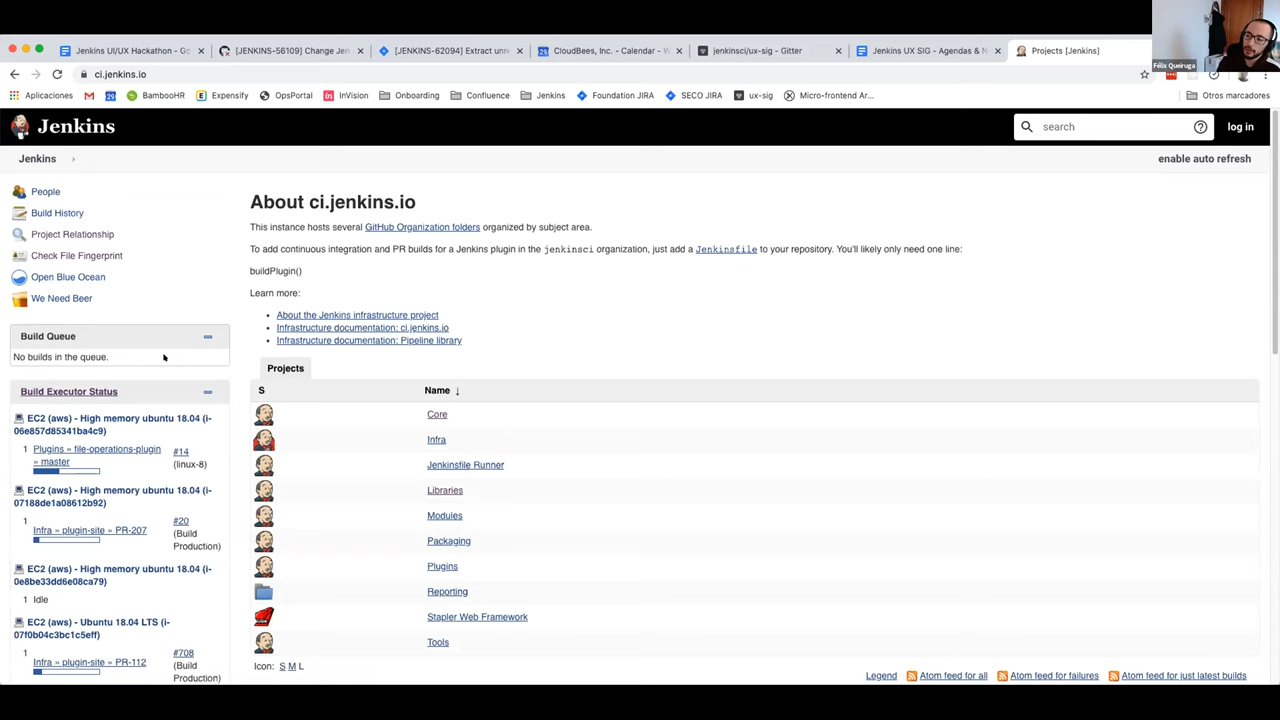 Jenkins UI/UX Hackathon - Go
[JENKINS-56109] Change Jen
[JENKINS-62094] Extract unre
CloudBees, Inc. - Calendar - W
jenkinsci/ux-sig - Gitter
Jenkins UX SIG - Agendas & N
Projects [Jenkins]
Félix Queiruga
ci.jenkins.io
Aplicaciones
BambooHR
Expensify
OpsPortal
InVision
Onboarding
Confluence
Jenkins
Foundation JIRA
SECO JIRA
ux-sig
Micro-frontend Ar...
Otros marcadores
Jenkins
search
log in
Jenkins
enable auto refresh
People
Build History
Project Relationship
Check File Fingerprint
Open Blue Ocean
We Need Beer
Build Queue
No builds in the queue.
Build Executor Status
EC2 (aws) - High memory ubuntu 18.04 (i-
06e857d85341ba4c9)
1 Plugins » file-operations-plugin
» master
#14
(linux-8)
EC2 (aws) - High memory ubuntu 18.04 (i-
07188de1a08612b92)
1 Infra » plugin-site » PR-207
#20
(Build
Production)
EC2 (aws) - High memory ubuntu 18.04 (i-
0e8be33dd6e08ca79)
1 Idle
EC2 (aws) - Ubuntu 18.04 LTS (i-
07f0b04c3bc1c5eff)
1 Infra » plugin-site » PR-112
#708
(Build
Production)
About ci.jenkins.io
This instance hosts several GitHub Organization folders organized by subject area.
To add continuous integration and PR builds for a Jenkins plugin in the jenkinsci organization, just add a Jenkinsfile to your repository. You'll likely only need one line:
buildPlugin()
Learn more:
About the Jenkins infrastructure project
Infrastructure documentation: ci.jenkins.io
Infrastructure documentation: Pipeline library
Projects
S Name ↓
Core
Infra
Jenkinsfile Runner
Libraries
Modules
Packaging
Plugins
Reporting
Stapler Web Framework
Tools
Icon: S M L
Legend Atom feed for all Atom feed for failures Atom feed for just latest builds